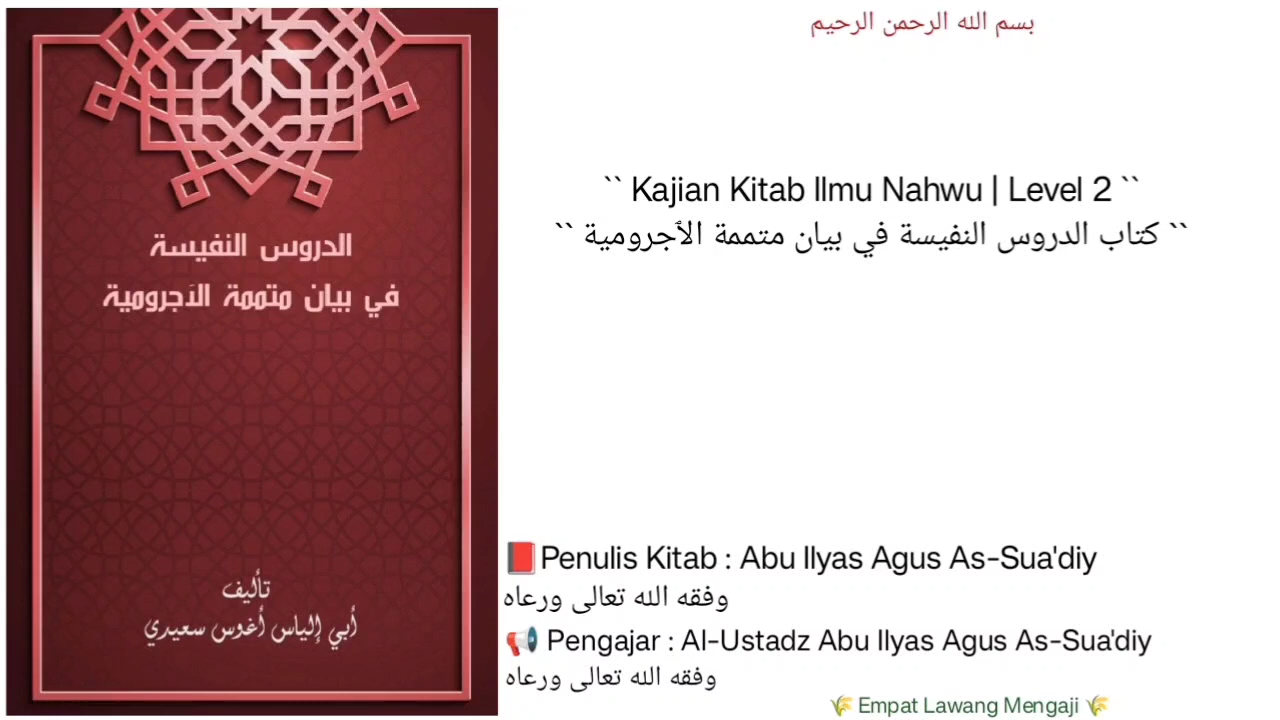 الدروس النفيسة
في بيان متممة الآجرومية
تأليف
أبي إلياس أغوس سعيدي
بسم الله الرحمن الرحيم
`` Kajian Kitab Ilmu Nahwu | Level 2 ``
`` كتاب الدروس النفيسة في بيان متممة الآجرومية ``
📕Penulis Kitab : Abu Ilyas Agus As-Sua'diy
وفقه الله تعالى ورعاه
📢 Pengajar : Al-Ustadz Abu Ilyas Agus As-Sua'diy
وفقه الله تعالى ورعاه
🌾 Empat Lawang Mengaji 🌾